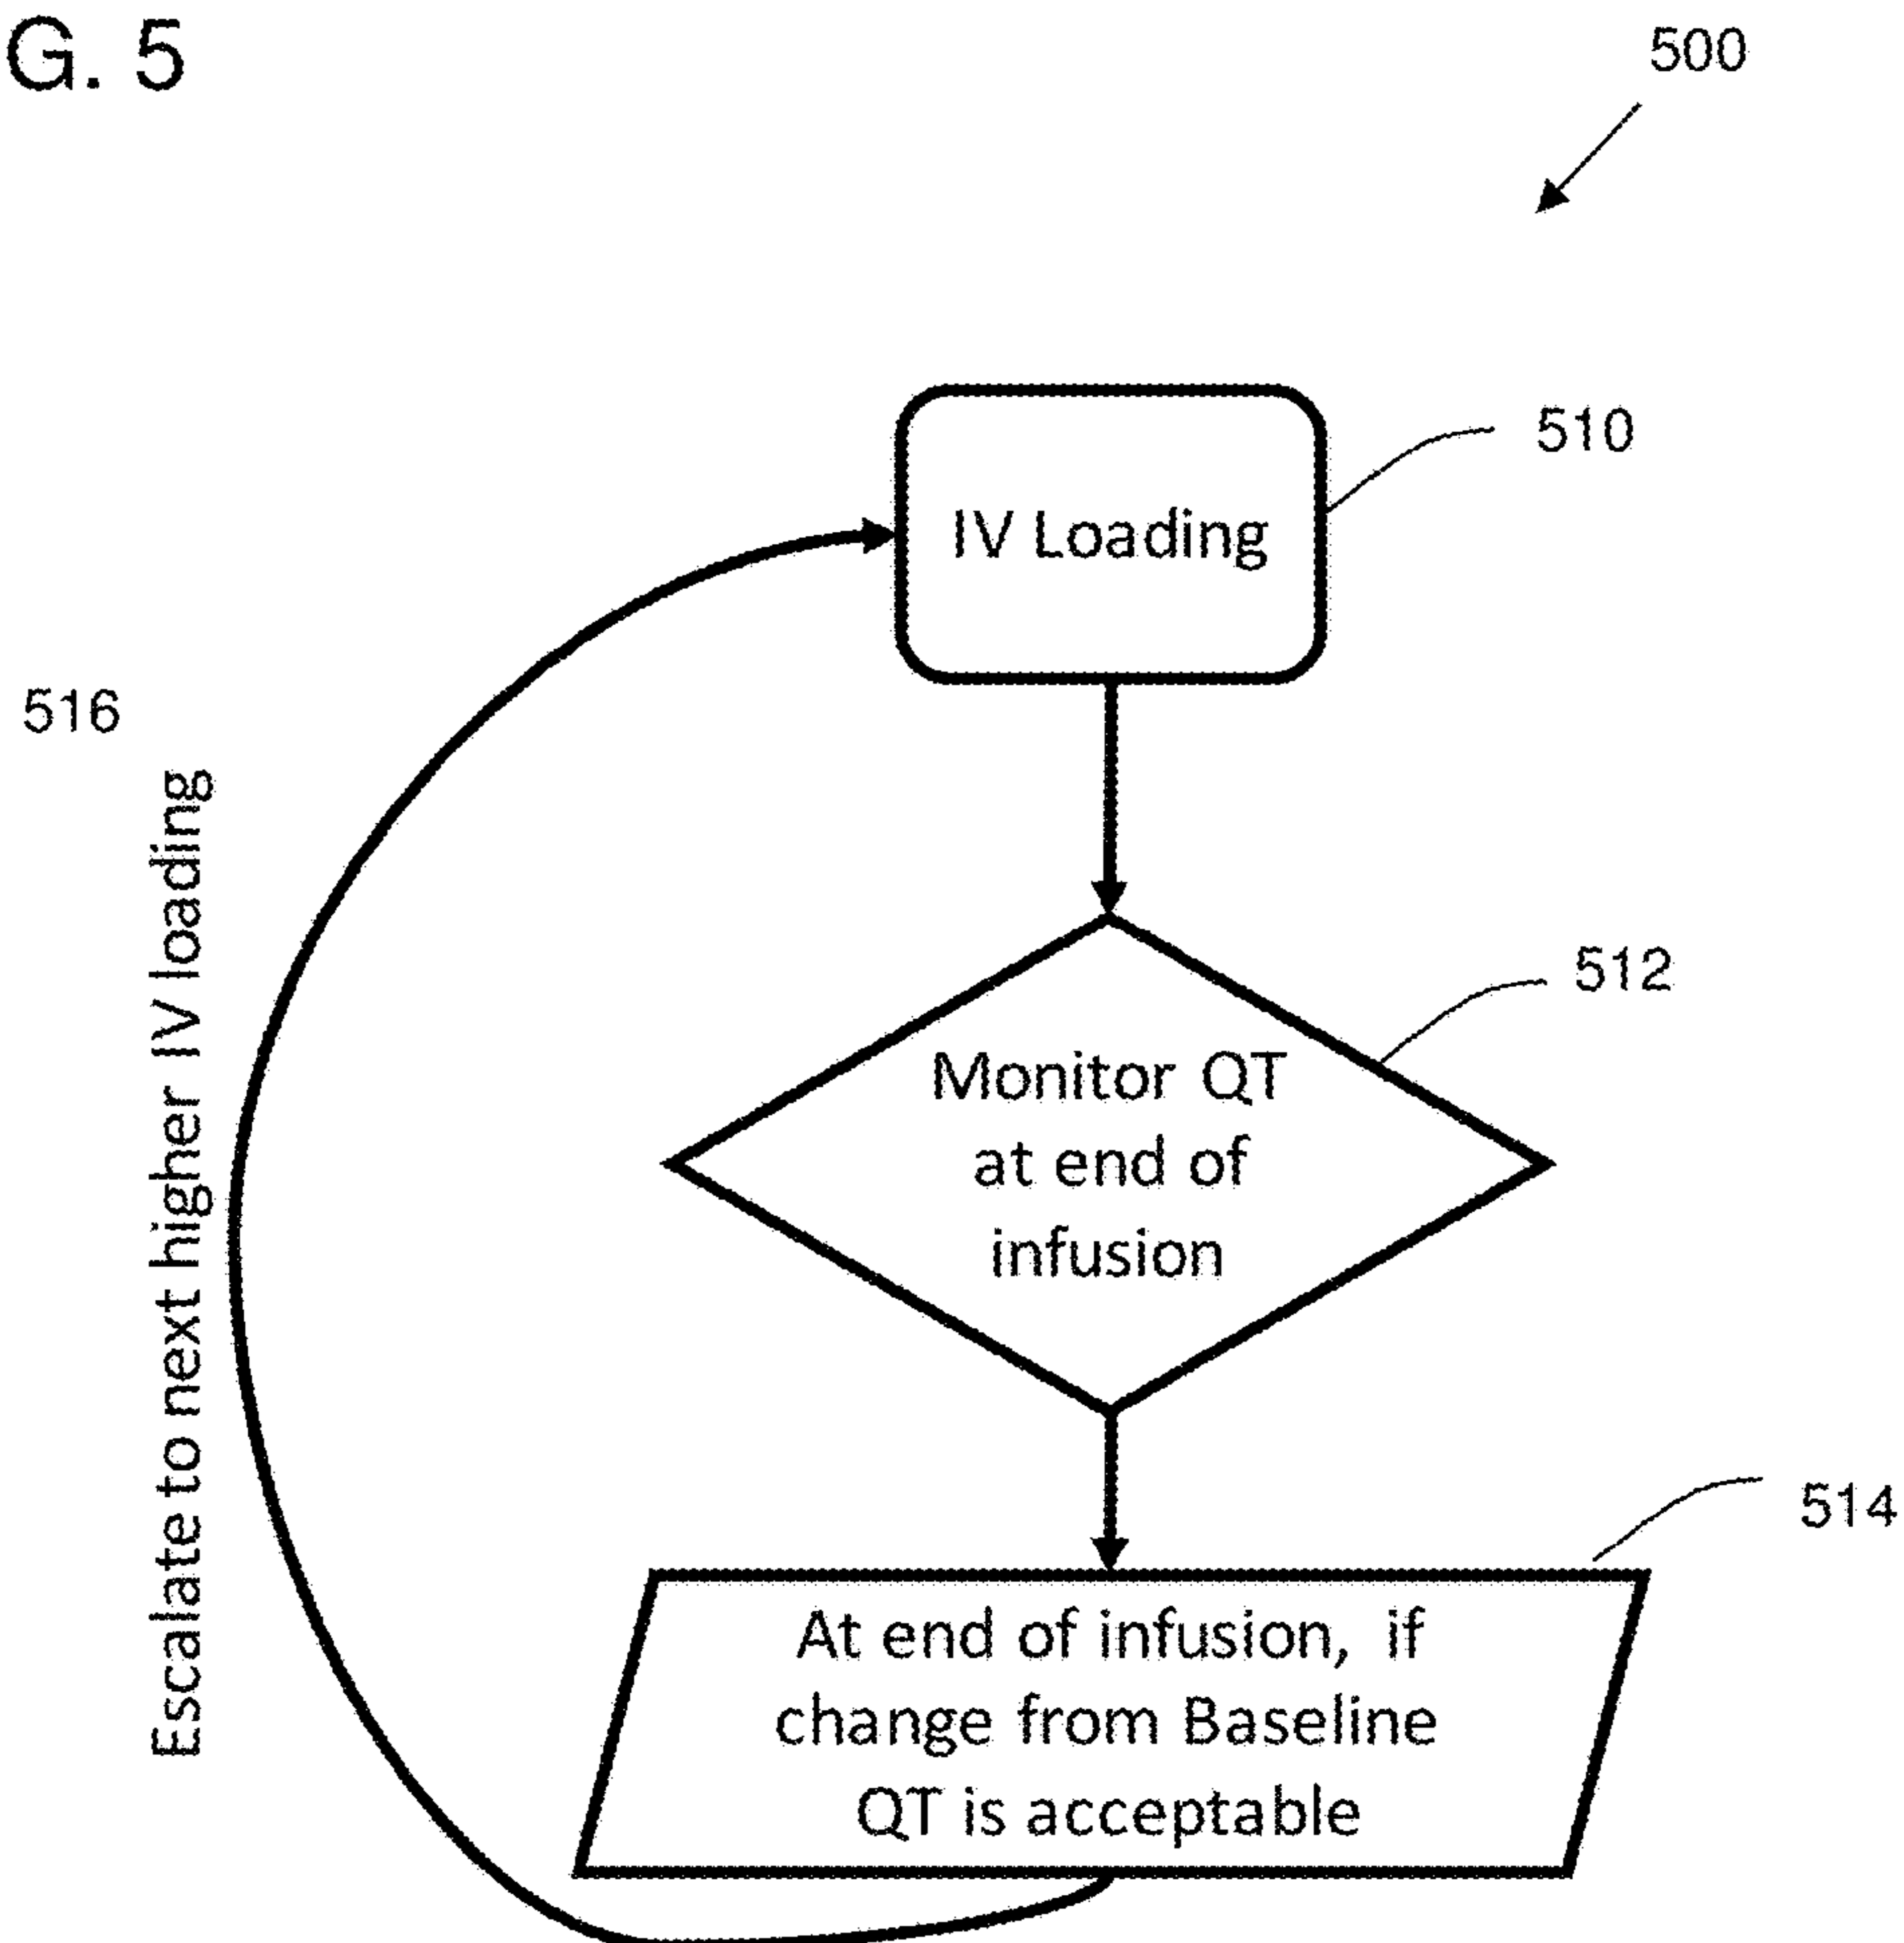 G. 5
500
IV Loading
510
516
Escalate to next higher IV loading
Monitor QT
at end of
infusion
512
At end of infusion, if
change from Baseline
QT is acceptable
514